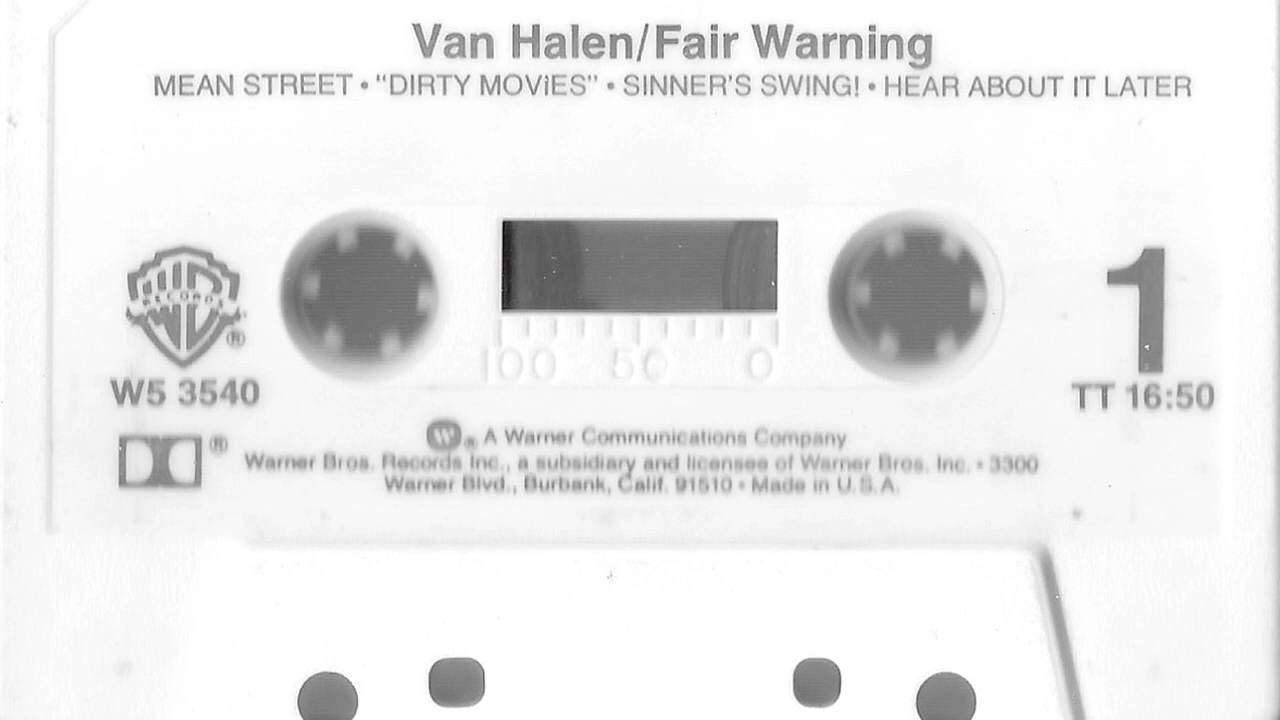 Van Halen/Fair Warning
MEAN STREET • “DIRTY MOViES” • SINNER'S SWING! • HEAR ABOUT IT LATER
WB RECORDS ®
1
100 50 0
W5 3540
TT 16:50
W ® A Warner Communications Company
®
Warner Bros. Records Inc., a subsidiary and licensee of Warner Bros. Inc. • 3300
Warner Blvd., Burbank, Calif. 91510 • Made in U.S.A.